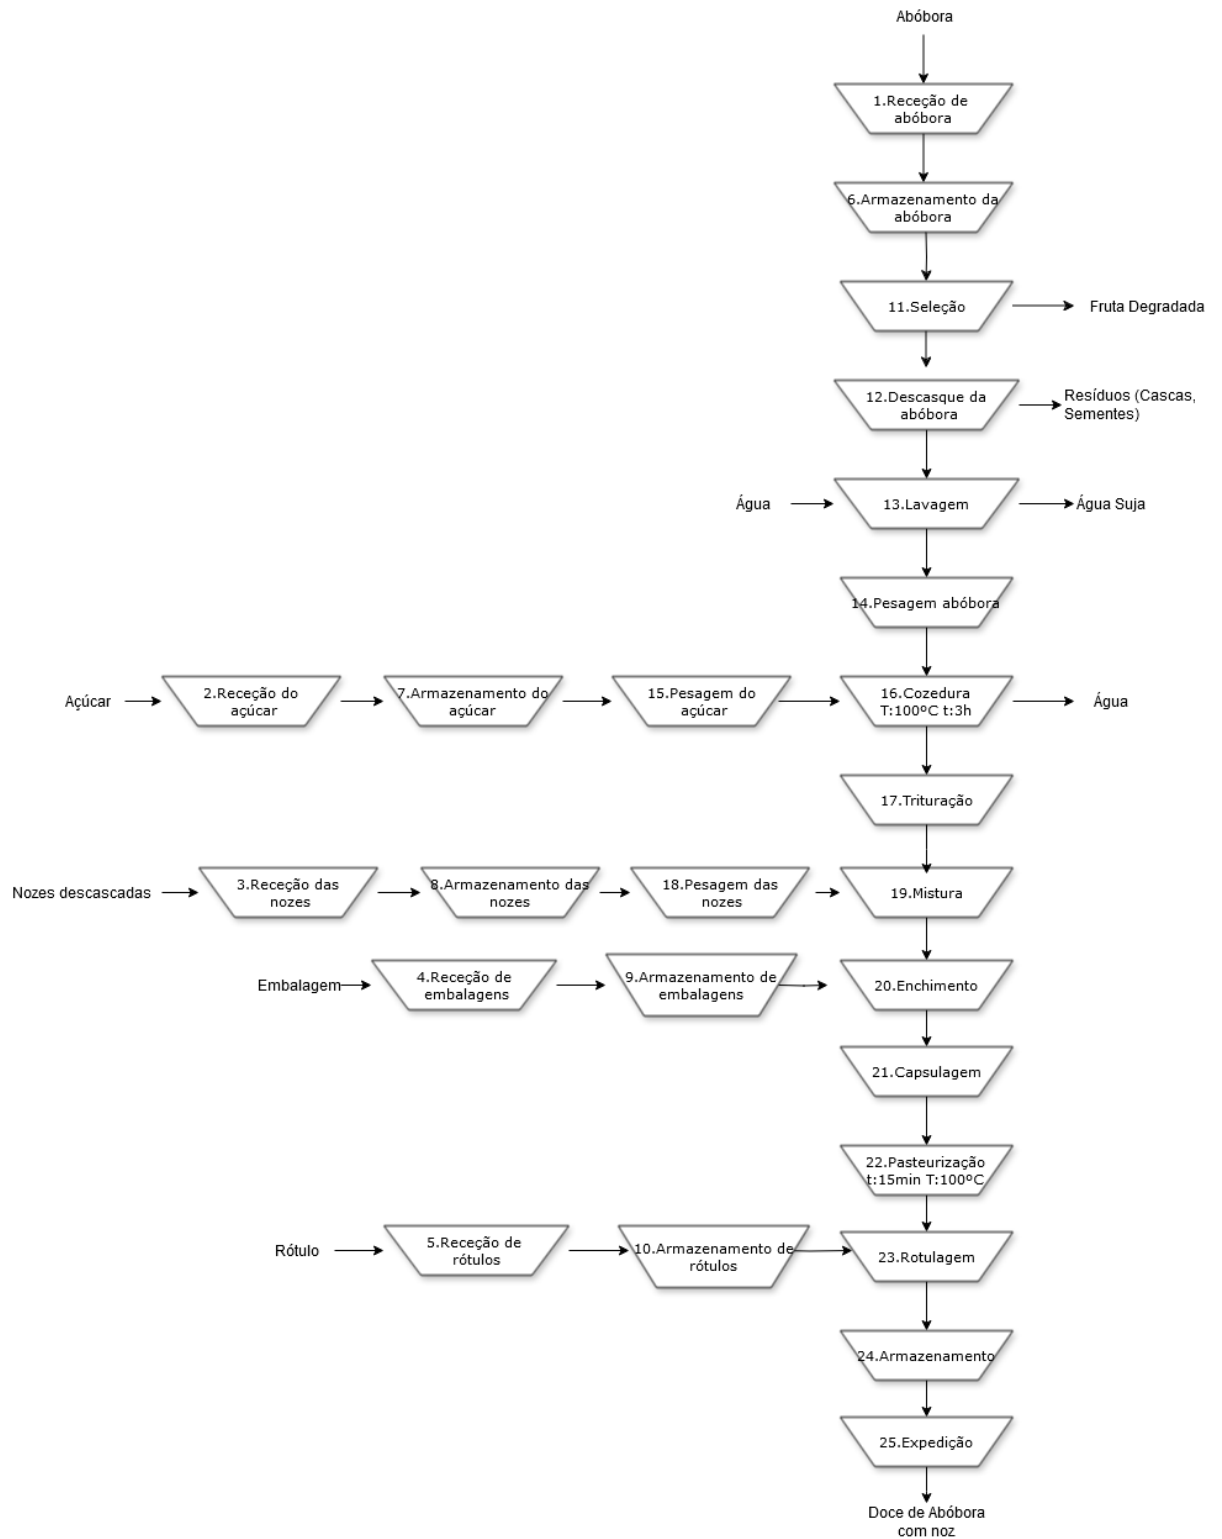 Abóbora
1.Receção de
abóbora
6.Armazenamento da
abóbora
11.Seleção
Fruta Degradada
12.Descasque da
abóbora
Resíduos (Cascas,
Sementes)
Água
13.Lavagem
Água Suja
14.Pesagem abóbora
Açúcar
2.Receção do
açúcar
7.Armazenamento do
açúcar
15.Pesagem do
açúcar
16.Cozedura
T:100ºC t:3h
Água
17.Trituração
Nozes descascadas
3.Receção das
nozes
8.Armazenamento das
nozes
18.Pesagem das
nozes
19.Mistura
Embalagem
4.Receção de
embalagens
9.Armazenamento de
embalagens
20.Enchimento
21.Capsulagem
22.Pasteurização
t:15min T:100ºC
Rótulo
5.Receção de
rótulos
10.Armazenamento de
rótulos
23.Rotulagem
24.Armazenamento
25.Expedição
Doce de Abóbora
com noz